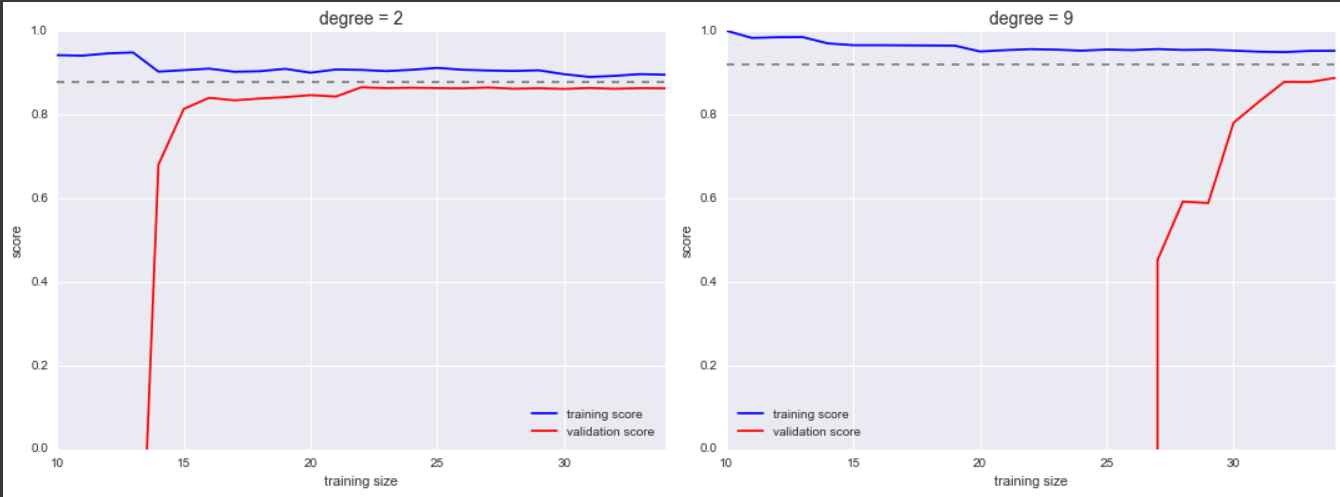 degree = 2
1.0
0.8
0.6
0.4
0.2
0.0
score
10 15 20 25 30
training size
training score
validation score
degree = 9
1.0
0.8
0.6
0.4
0.2
0.0
score
10 15 20 25 30
training size
training score
validation score